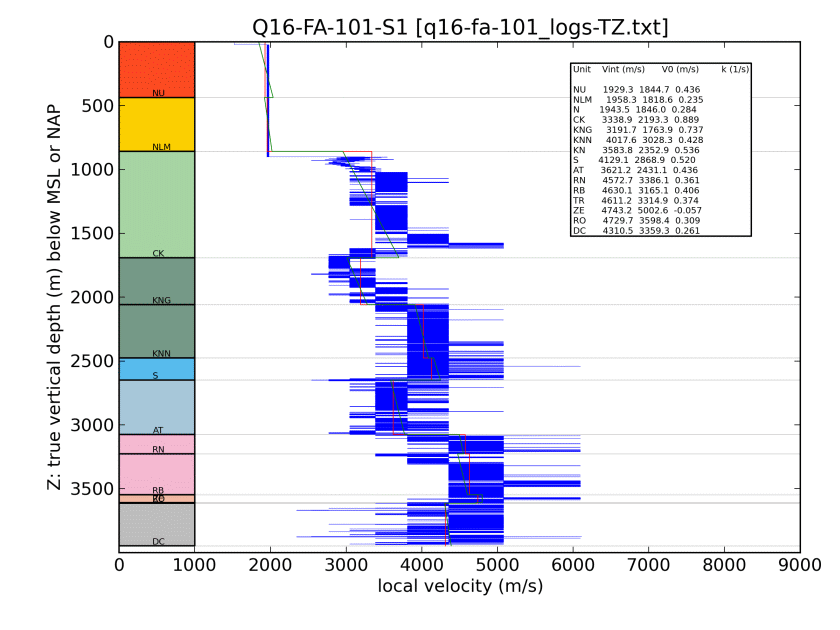 Q16-FA-101-S1 [q16-fa-101_logs-TZ.txt]
Z: true vertical depth (m) below MSL or NAP
0
500
1000
1500
2000
2500
3000
3500
NU
NLM
CK
KNG
KNN
S
AT
RN
RB
DC
Unit Vint (m/s) V0 (m/s) k (1/s)
NU 1929.3 1844.7 0.436
NLM 1958.3 1818.6 0.235
N 1943.5 1846.0 0.284
CK 3338.9 2193.3 0.889
KNG 3191.7 1763.9 0.737
KNN 4017.6 3028.3 0.428
KN 3583.8 2352.9 0.536
S 4129.1 2868.9 0.520
AT 3621.2 2431.1 0.436
RN 4572.7 3386.1 0.361
RB 4630.1 3165.1 0.406
TR 4611.2 3314.9 0.374
ZE 4743.2 5002.6 -0.057
RO 4729.7 3598.4 0.309
DC 4310.5 3359.3 0.261
0 1000 2000 3000 4000 5000 6000 7000 8000 9000
local velocity (m/s)